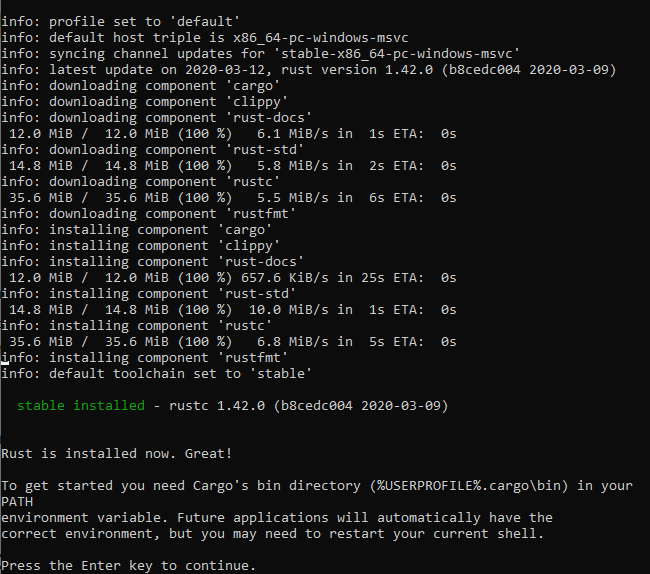 info: profile set to 'default'
info: default host triple is x86_64-pc-windows-msvc
info: syncing channel updates for 'stable-x86_64-pc-windows-msvc'
info: latest update on 2020-03-12, rust version 1.42.0 (b8cedc004 2020-03-09)
info: downloading component 'cargo'
info: downloading component 'clippy'
info: downloading component 'rust-docs'
 12.0 MiB /  12.0 MiB (100 %)   6.1 MiB/s in  1s ETA:  0s
info: downloading component 'rust-std'
 14.8 MiB /  14.8 MiB (100 %)   5.8 MiB/s in  2s ETA:  0s
info: downloading component 'rustc'
 35.6 MiB /  35.6 MiB (100 %)   5.5 MiB/s in  6s ETA:  0s
info: downloading component 'rustfmt'
info: installing component 'cargo'
info: installing component 'clippy'
info: installing component 'rust-docs'
 12.0 MiB /  12.0 MiB (100 %) 657.6 KiB/s in 25s ETA:  0s
info: installing component 'rust-std'
 14.8 MiB /  14.8 MiB (100 %)  10.0 MiB/s in  1s ETA:  0s
info: installing component 'rustc'
 35.6 MiB /  35.6 MiB (100 %)   6.8 MiB/s in  5s ETA:  0s
info: installing component 'rustfmt'
info: default toolchain set to 'stable'
  stable installed - rustc 1.42.0 (b8cedc004 2020-03-09)
Rust is installed now. Great!
To get started you need Cargo's bin directory (%USERPROFILE%\.cargo\bin) in your
PATH
environment variable. Future applications will automatically have the
correct environment, but you may need to restart your current shell.
Press the Enter key to continue.